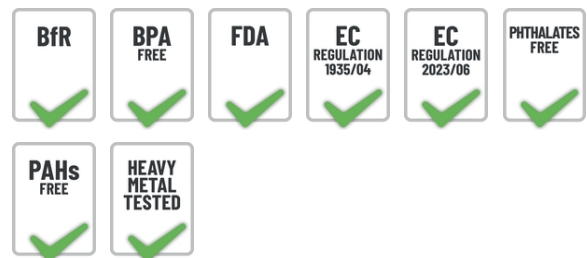 BfR
BPA
FREE
FDA
EC
REGULATION
1935/04
EC
REGULATION
2023/06
PHTHALATES
FREE
PAHs
FREE
HEAVY
METAL
TESTED